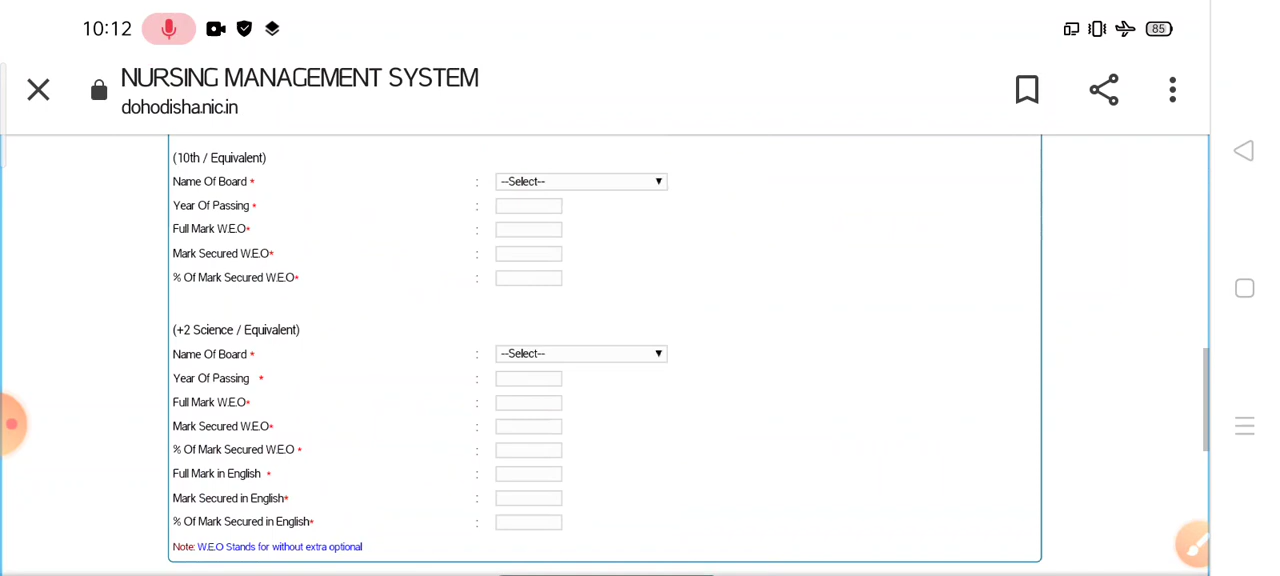 10:12
85
NURSING MANAGEMENT SYSTEM
dohodisha.nic.in
(10th / Equivalent)
Name Of Board * : --Select--
Year Of Passing * :
Full Mark W.E.O* :
Mark Secured W.E.O* :
% Of Mark Secured W.E.O* :
(+2 Science / Equivalent)
Name Of Board * : --Select--
Year Of Passing * :
Full Mark W.E.O* :
Mark Secured W.E.O* :
% Of Mark Secured W.E.O * :
Full Mark in English * :
Mark Secured in English* :
% Of Mark Secured in English* :
Note: W.E.O Stands for without extra optional